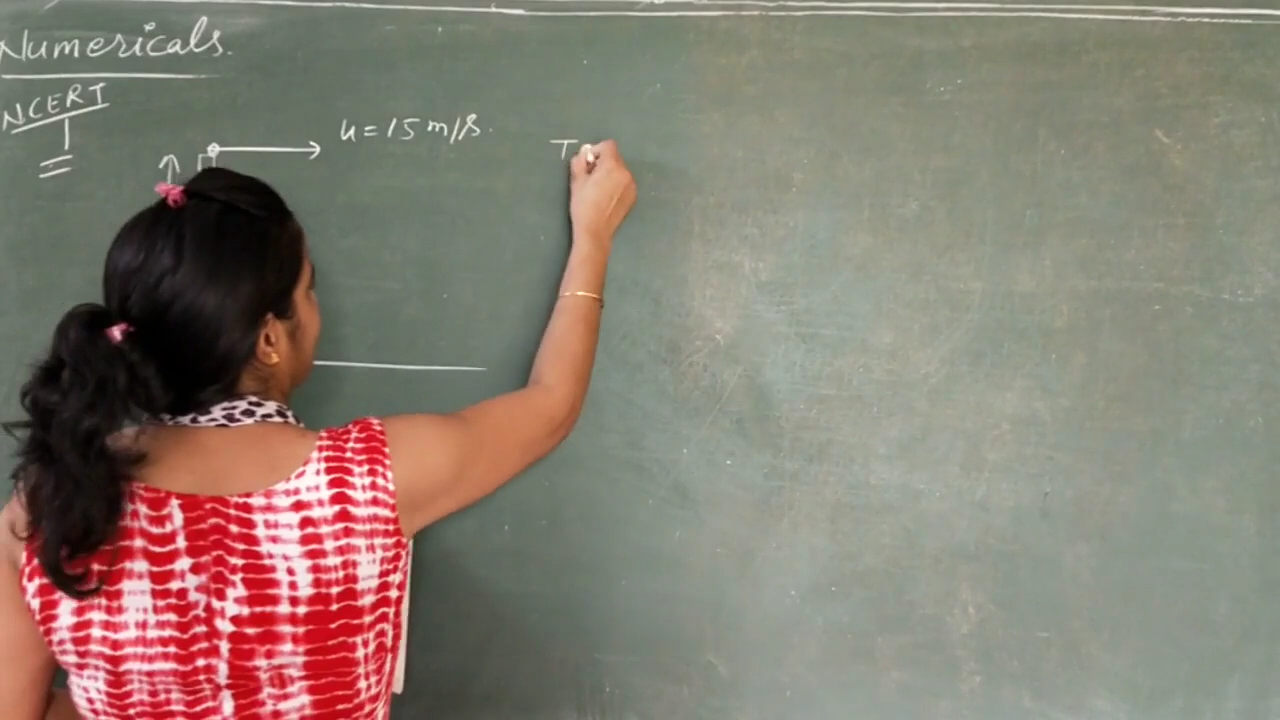 Numericals.
NCERT
u = 15 m/s.
T